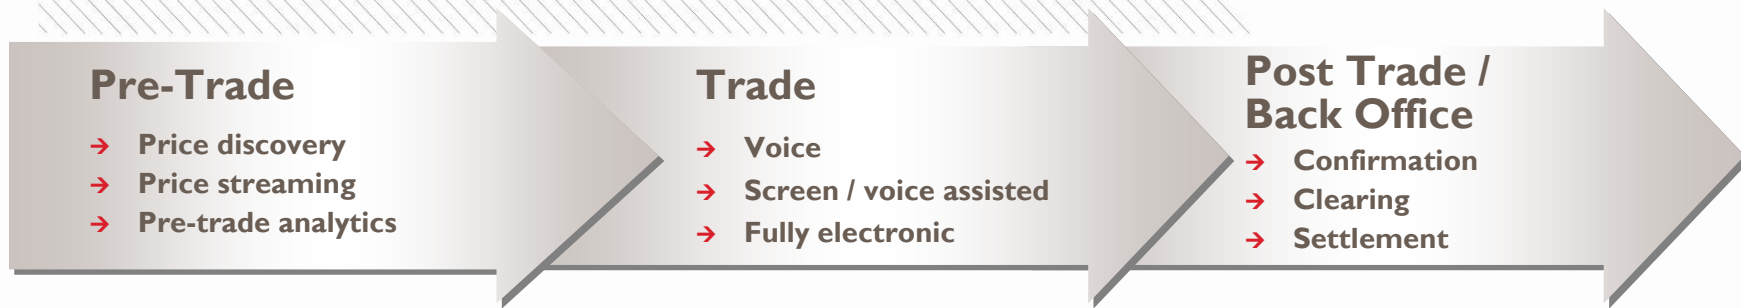 Pre-Trade
→ Price discovery
→ Price streaming
→ Pre-trade analytics
Trade
→ Voice
→ Screen / voice assisted
→ Fully electronic
Post Trade /
Back Office
→ Confirmation
→ Clearing
→ Settlement